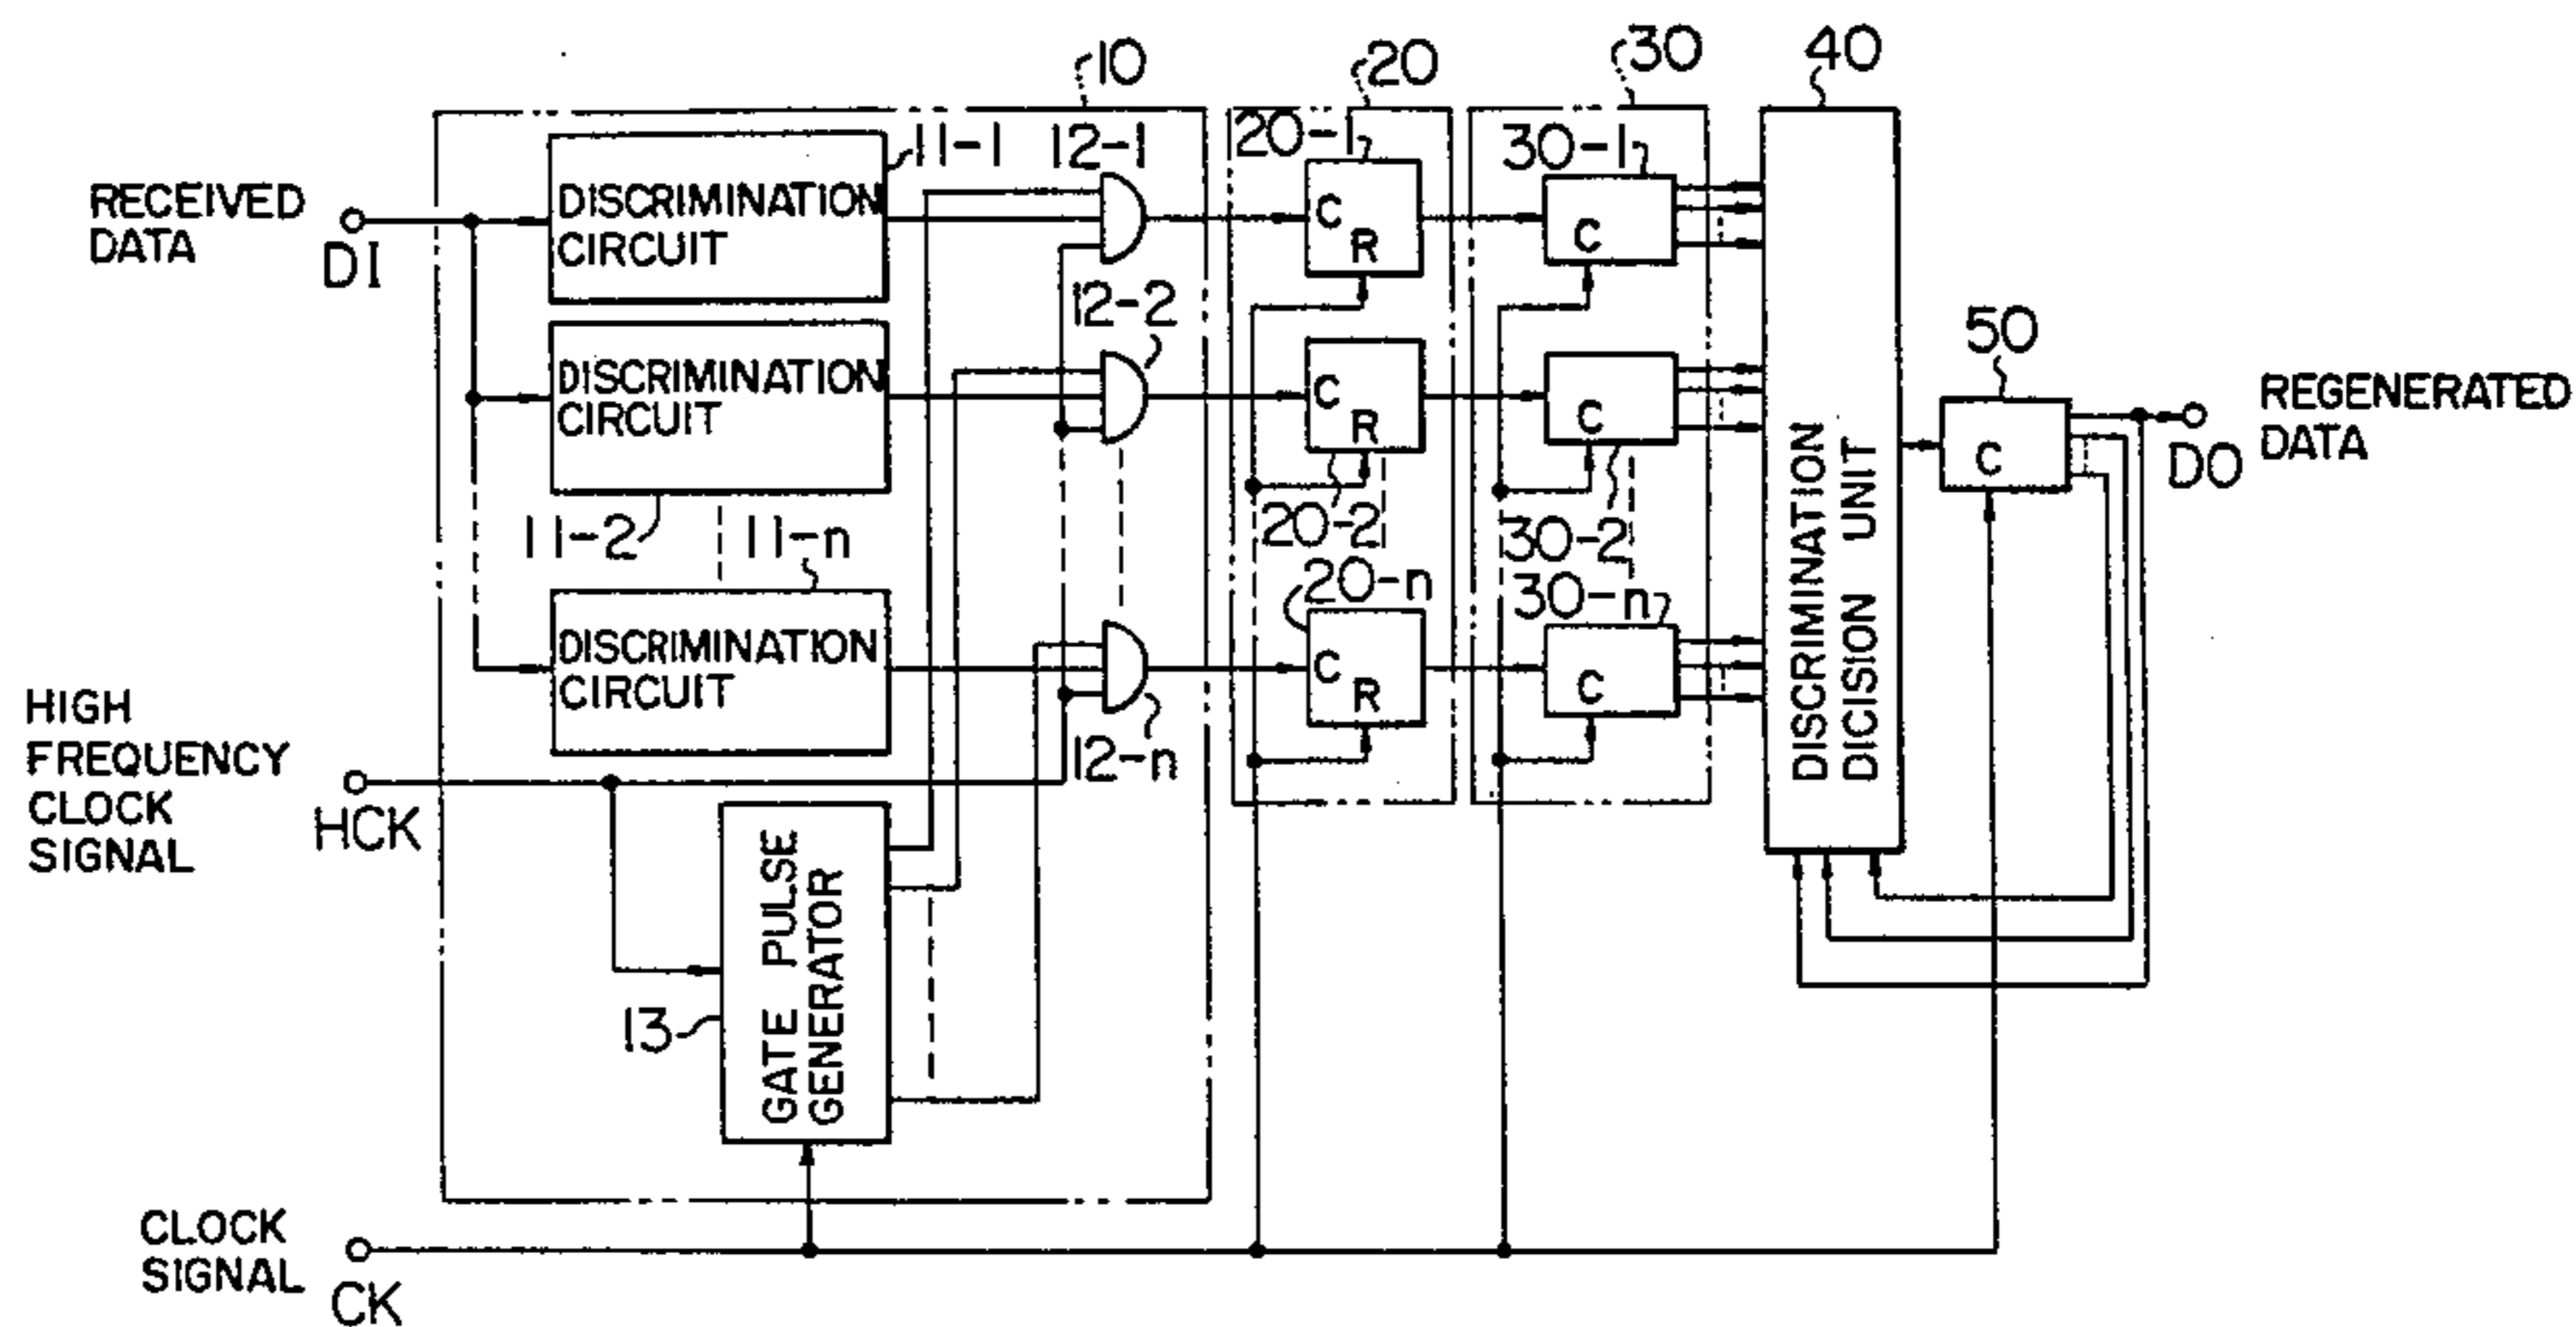 10
20
30
40
11-1
12-1
20-1
30-1
RECEIVED
DATA
DI
DISCRIMINATION
CIRCUIT
C
R
C
12-2
50
DISCRIMINATION
CIRCUIT
C
R
C
C
REGENERATED
DATA
DO
11-2
11-n
20-2
30-2
20-n
30-n
DISCRIMINATION
CIRCUIT
C
R
C
DISCRIMINATION
DICISION UNIT
12-n
HIGH
FREQUENCY
CLOCK
SIGNAL
HCK
GATE PULSE
GENERATOR
13
CLOCK
SIGNAL
CK